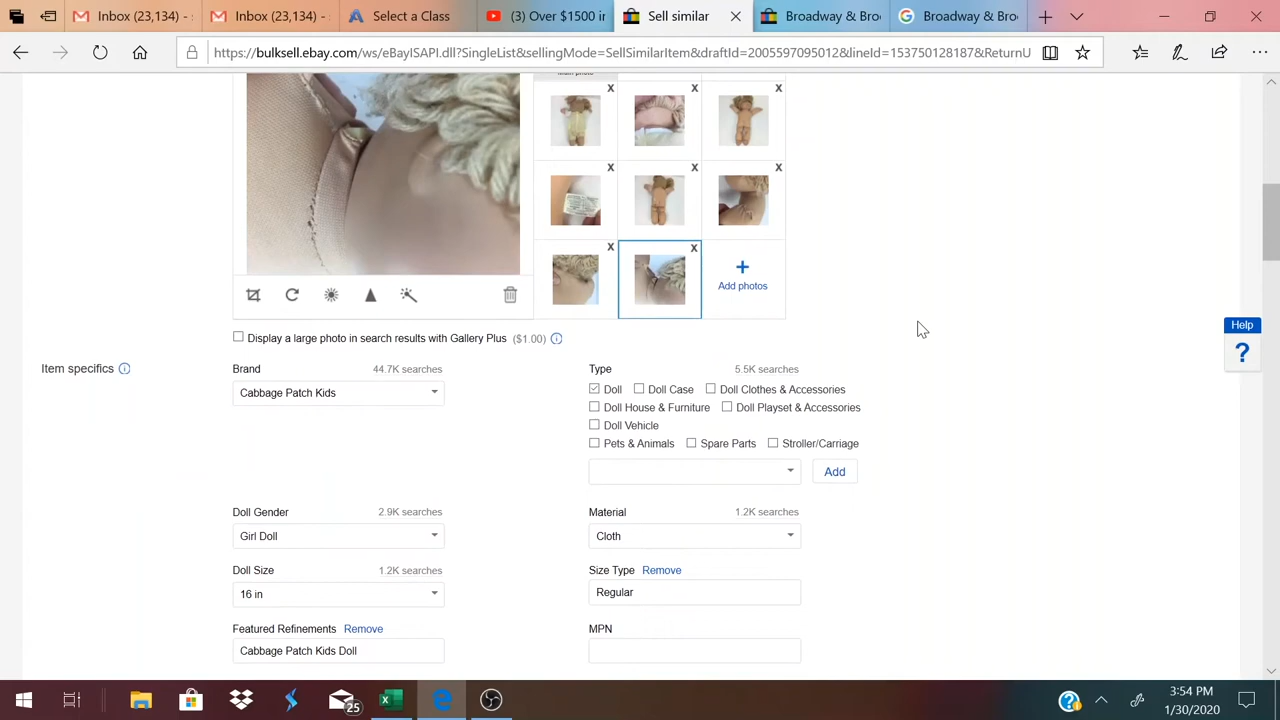 Inbox (23,134) -
Inbox (23,134) -
Select a Class
(3) Over $1500 in
Sell similar
Broadway & Bro
Broadway & Bro
https://bulksell.ebay.com/ws/eBayISAPI.dll?SingleList&sellingMode=SellSimilarItem&draftId=2005597095012&lineId=153750128187&ReturnU
Main photo
X X X
X X X
X X
Add photos
Display a large photo in search results with Gallery Plus ($1.00)
Help
?
Item specifics
Brand 44.7K searches
Cabbage Patch Kids
Type 5.5K searches
Doll Doll Case Doll Clothes & Accessories
Doll House & Furniture Doll Playset & Accessories
Doll Vehicle
Pets & Animals Spare Parts Stroller/Carriage
Add
Doll Gender 2.9K searches
Girl Doll
Material 1.2K searches
Cloth
Doll Size 1.2K searches
16 in
Size Type Remove
Regular
Featured Refinements Remove
Cabbage Patch Kids Doll
MPN
25
3:54 PM
1/30/2020